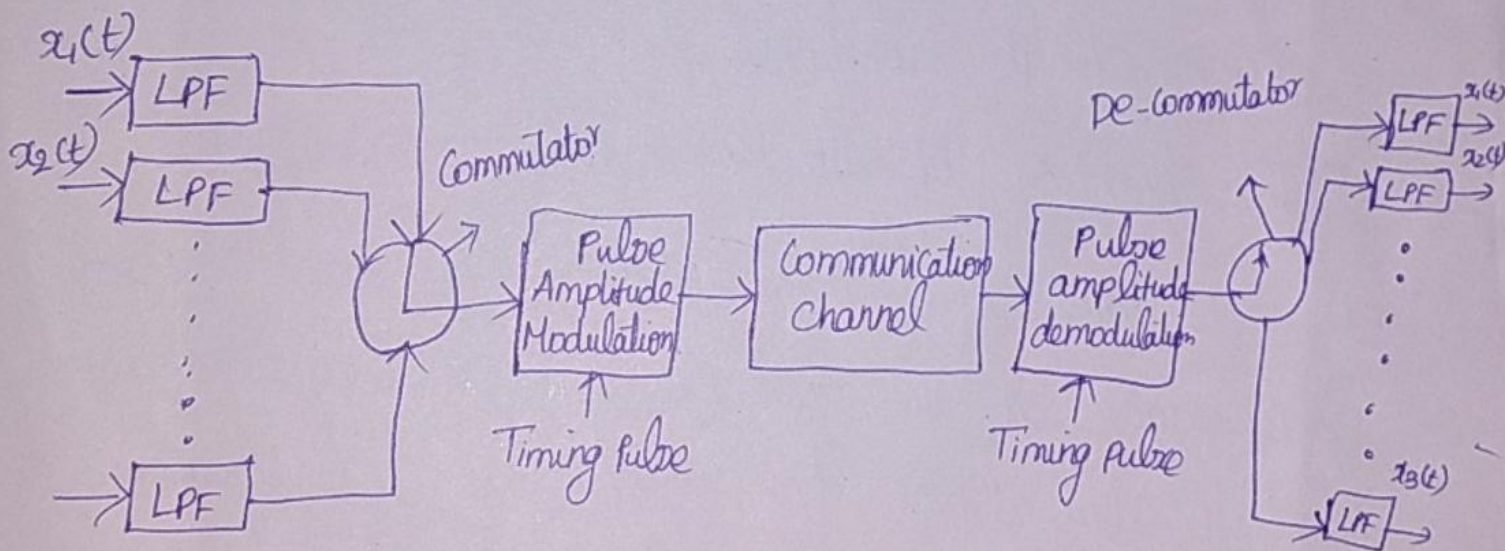 x₁(t)
LPF
x₂(t)
LPF
LPF
Commutator
Pulse
Amplitude
Modulation
Timing Pulse
Communication
Channel
Pulse
amplitude
demodulation
Timing pulse
De-commutator
LPF
x₁(t)
LPF
x₂(t)
LPF
x₃(t)